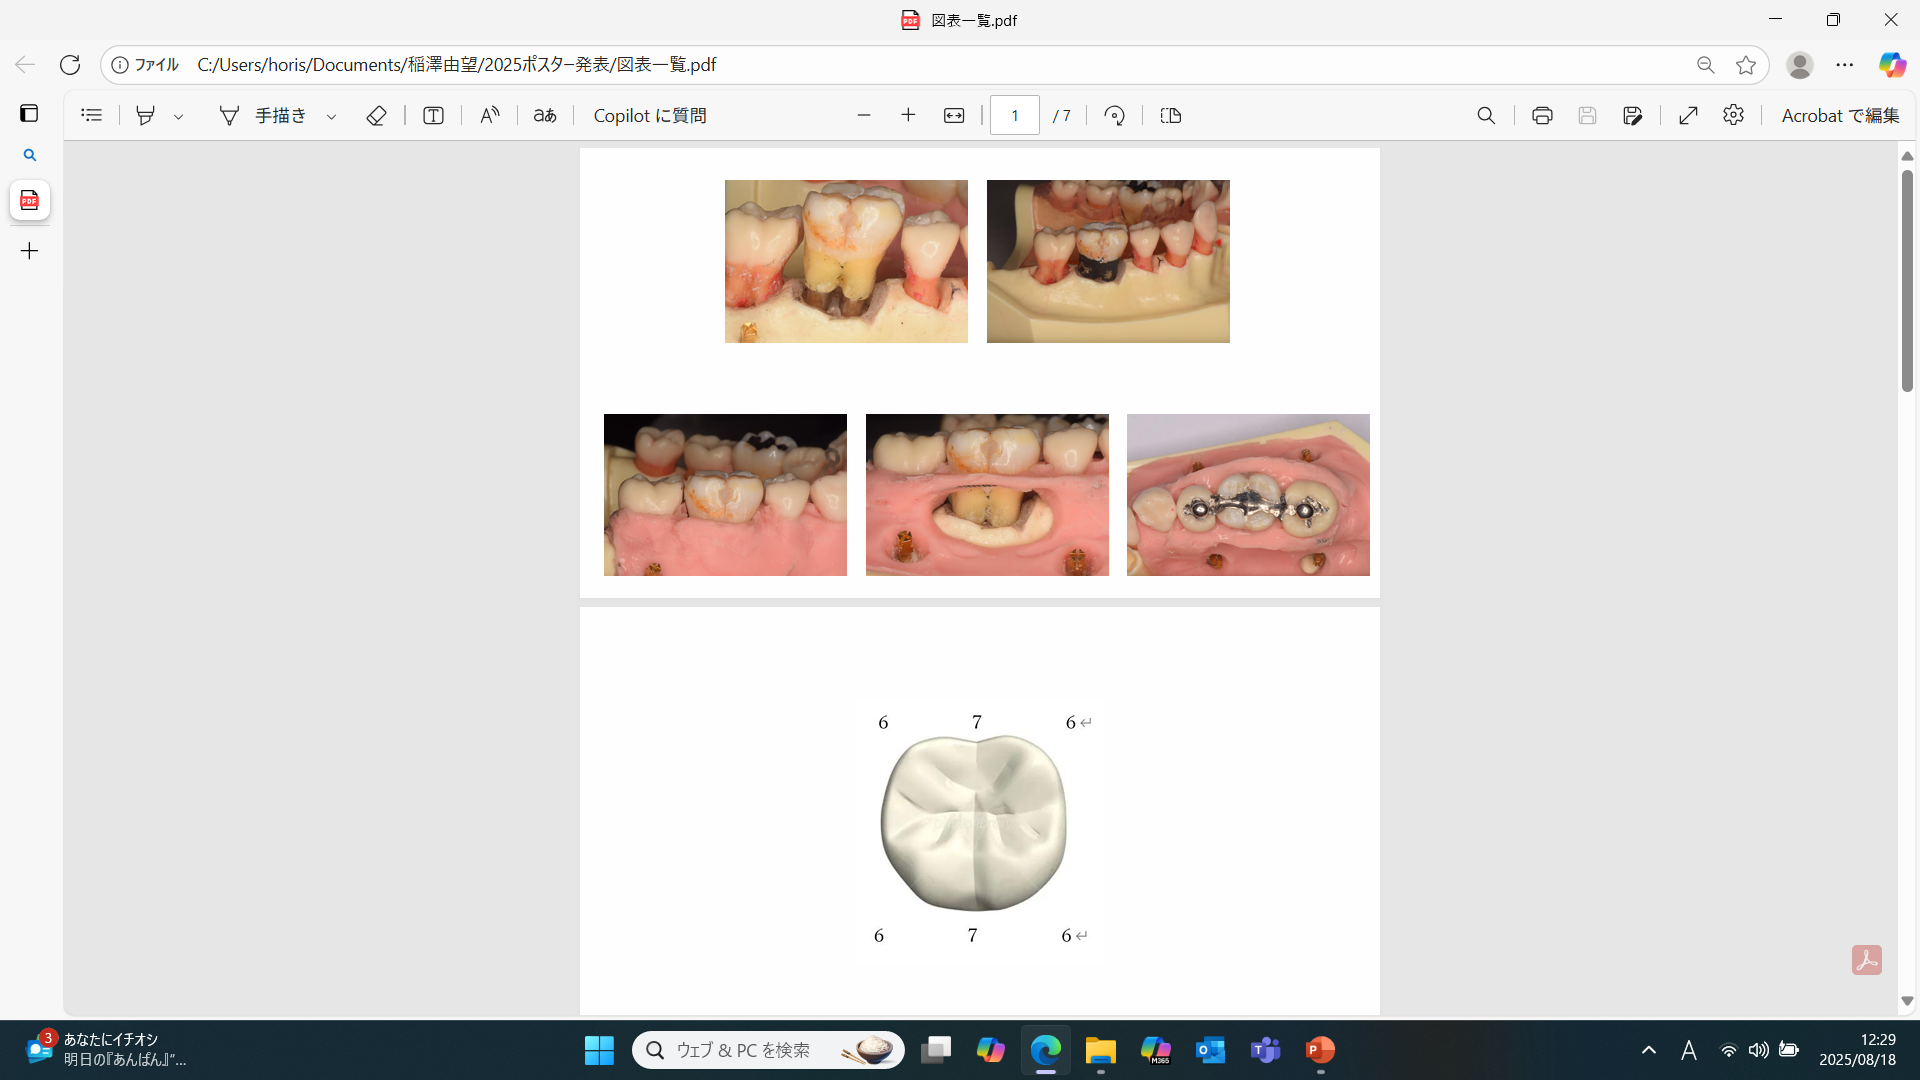 図表一覧.pdf
ファイル C:/Users/horis/Documents/稲澤由望/2025ポスター発表/図表一覧.pdf
手描き aあ Copilot に質問 1 / 7 Acrobat で編集
6 7 6
6 7 6
3 あなたにイチオシ
明日の『あんぱん』“...
ウェブ & PC を検索
M365
A
12:29
2025/08/18